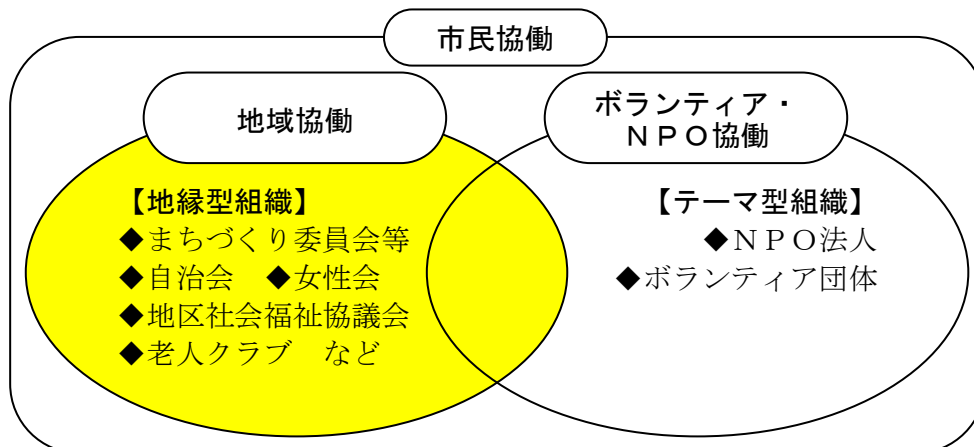 市民協働
地域協働
ボランティア・
ＮＰＯ協働
【地縁型組織】
◆まちづくり委員会等
◆自治会　◆女性会
◆地区社会福祉協議会
◆老人クラブ　など
【テーマ型組織】
◆ＮＰＯ法人
◆ボランティア団体